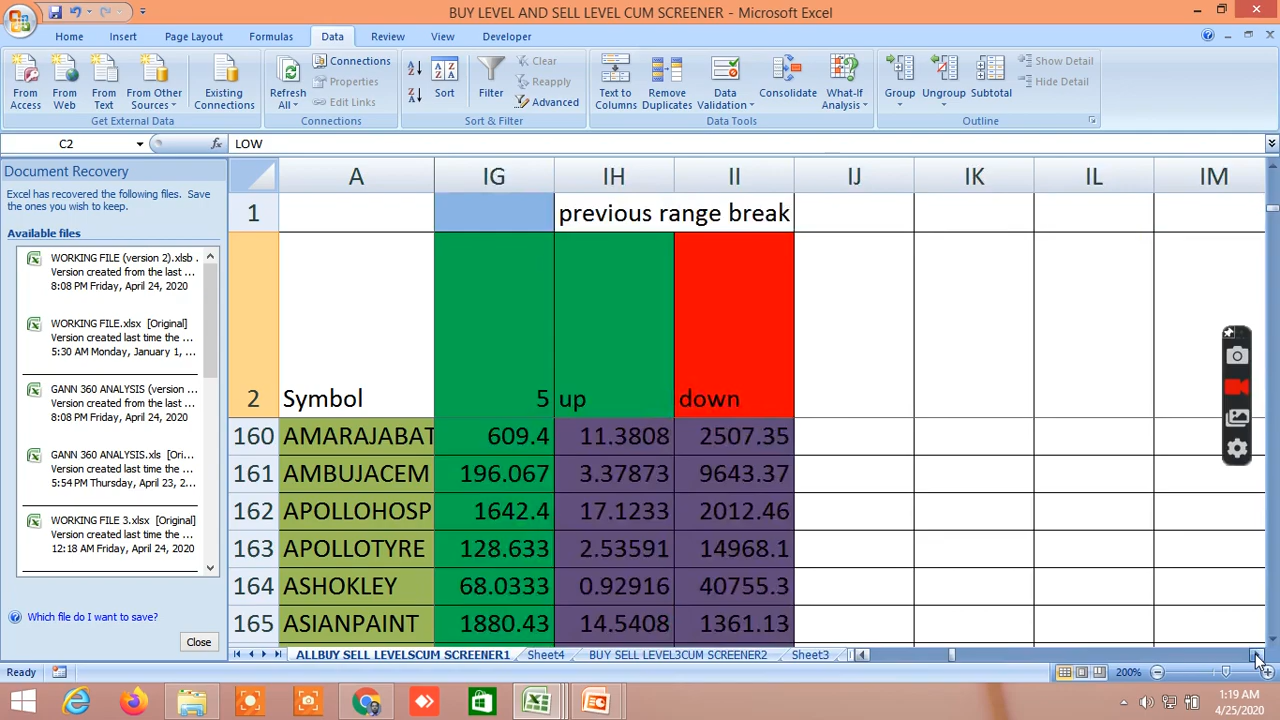 BUY LEVEL AND SELL LEVEL CUM SCREENER - Microsoft Excel
Home Insert Page Layout Formulas Data Review View Developer
From Access
From Web
From Text
From Other Sources
Existing Connections
Get External Data
Refresh All
Connections
Properties
Edit Links
Connections
Sort
Filter
Clear
Reapply
Advanced
Sort & Filter
Text to Columns
Remove Duplicates
Data Validation
Consolidate
What-If Analysis
Data Tools
Group
Ungroup
Subtotal
Show Detail
Hide Detail
Outline
C2 fx LOW
Document Recovery
Excel has recovered the following files. Save
the ones you wish to keep.
Available files
WORKING FILE (version 2).xlsb .
Version created from the last ...
8:08 PM Friday, April 24, 2020
WORKING FILE.xlsx [Original]
Version created last time the ...
5:30 AM Monday, January 1, ...
GANN 360 ANALYSIS (version ...
Version created from the last ...
8:08 PM Friday, April 24, 2020
GANN 360 ANALYSIS.xls [Ori...
Version created last time the ...
5:54 PM Thursday, April 23, 2...
WORKING FILE 3.xlsx [Original]
Version created last time the ...
12:18 AM Friday, April 24, 2020
Which file do I want to save?
Close
A IG IH II IJ IK IL IM
1 previous range break
2 Symbol 5 up down
160 AMARAJABAT 609.4 11.3808 2507.35
161 AMBUJACEM 196.067 3.37873 9643.37
162 APOLLOHOSP 1642.4 17.1233 2012.46
163 APOLLOTYRE 128.633 2.53591 14968.1
164 ASHOKLEY 68.0333 0.92916 40755.3
165 ASIANPAINT 1880.43 14.5408 1361.13
ALLBUY SELL LEVELSCUM SCREENER1 Sheet4 BUY SELL LEVEL3CUM SCREENER2 Sheet3
Ready 200%
1:19 AM
4/25/2020